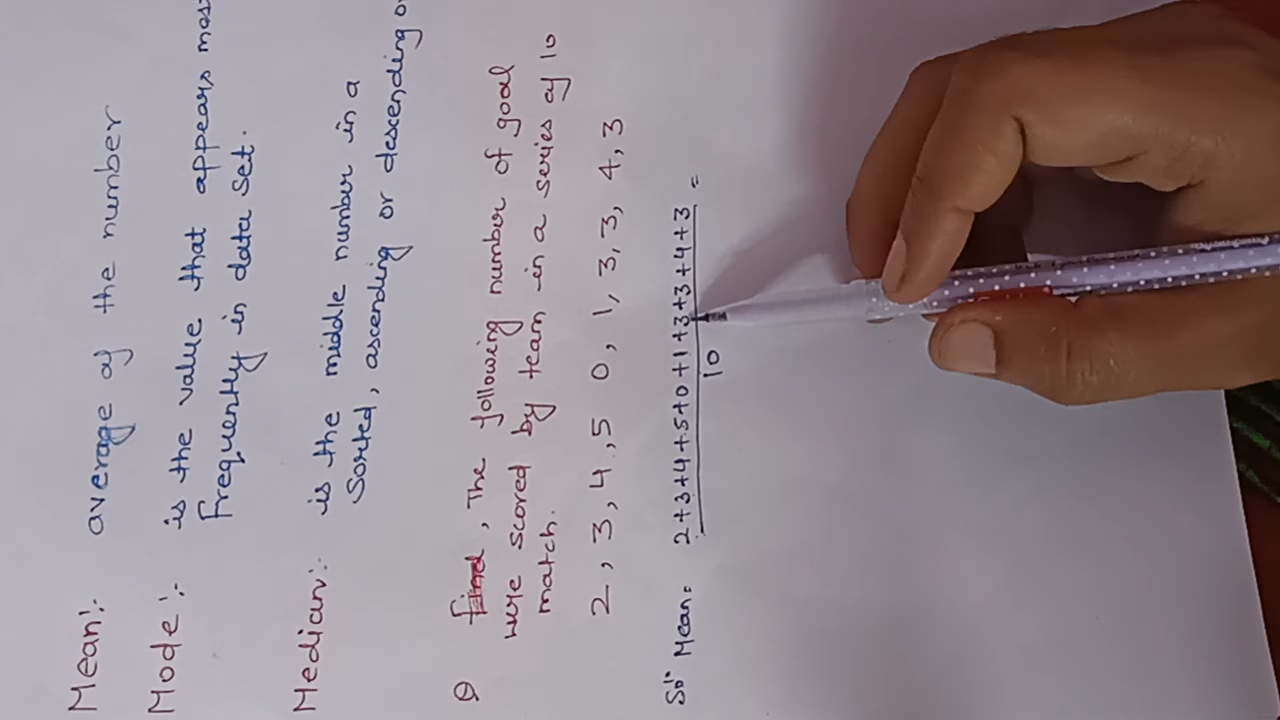 Mean:- average of the number
Mode:- is the value that appears
Frequently in data set.
Median:- is the middle number in a
Sorted, ascending or descending
Q , The following number of goal
were scored by team in a series of 10
match.
2, 3, 4, 5 0, 1, 3, 3, 4, 3
Solⁿ Mean = 2+3+4+5+0+1+3+3+4+3 =
10